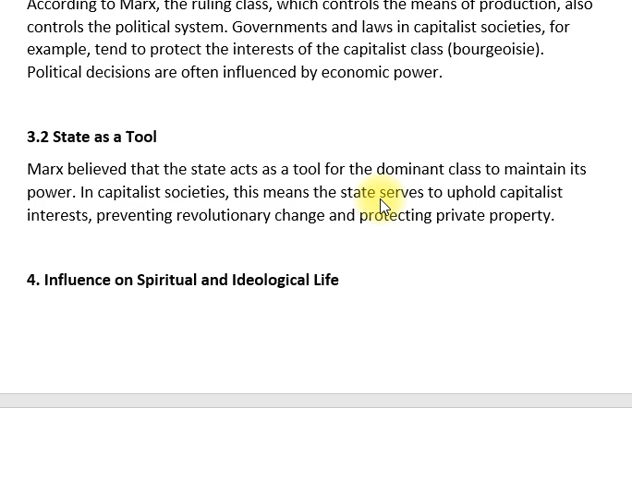 According to Marx, the ruling class, which controls the means of production, also
controls the political system. Governments and laws in capitalist societies, for
example, tend to protect the interests of the capitalist class (bourgeoisie).
Political decisions are often influenced by economic power.
3.2 State as a Tool
Marx believed that the state acts as a tool for the dominant class to maintain its
power. In capitalist societies, this means the state serves to uphold capitalist
interests, preventing revolutionary change and protecting private property.
4. Influence on Spiritual and Ideological Life